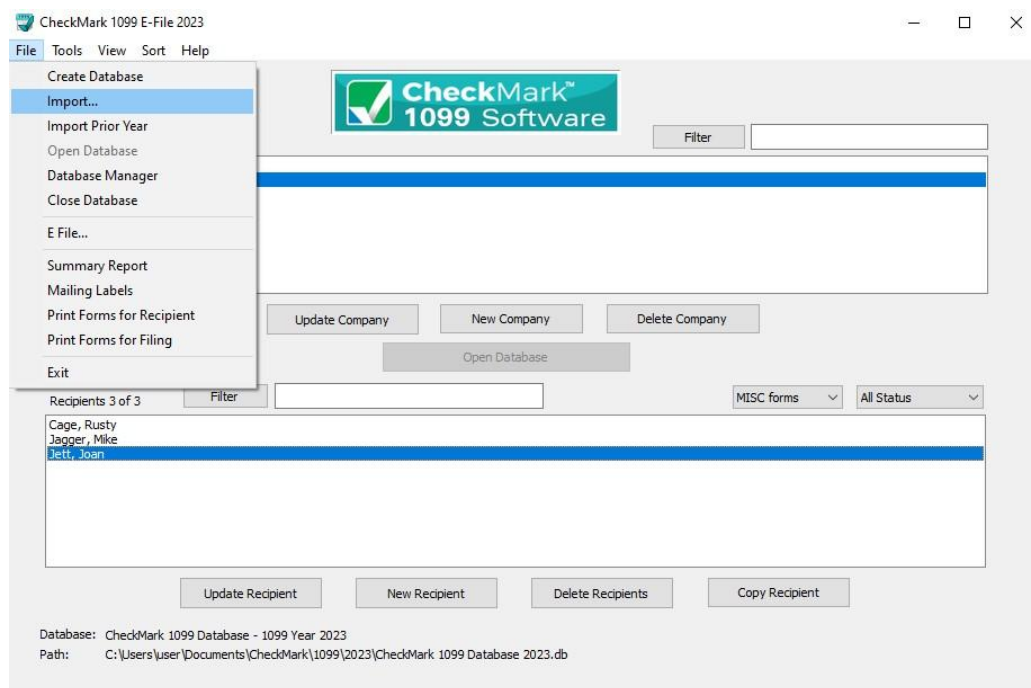 CheckMark 1099 E-File 2023
File Tools View Sort Help
Create Database
Import...
Import Prior Year
Open Database
Database Manager
Close Database
E File...
Summary Report
Mailing Labels
Print Forms for Recipient
Print Forms for Filing
Exit
CheckMark™
1099 Software
Filter
Update Company New Company Delete Company
Open Database
Recipients 3 of 3 Filter MISC forms All Status
Cage, Rusty
Jagger, Mike
Jett, Joan
Update Recipient New Recipient Delete Recipients Copy Recipient
Database: CheckMark 1099 Database - 1099 Year 2023
Path: C:\Users\user\Documents\CheckMark\1099\2023\CheckMark 1099 Database 2023.db